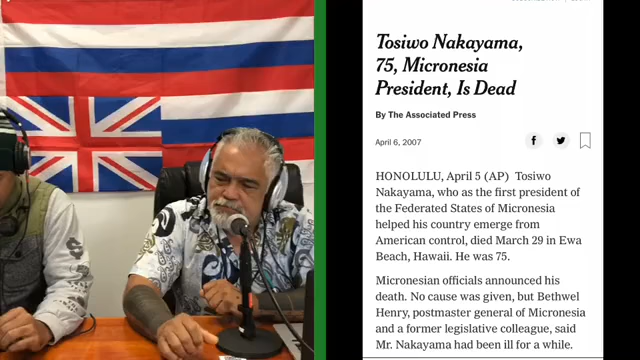 Tosiwo Nakayama,
75, Micronesia
President, Is Dead
By The Associated Press
April 6, 2007
HONOLULU, April 5 (AP) Tosiwo
Nakayama, who as the first president of
the Federated States of Micronesia
helped his country emerge from
American control, died March 29 in Ewa
Beach, Hawaii. He was 75.
Micronesian officials announced his
death. No cause was given, but Bethwel
Henry, postmaster general of Micronesia
and a former legislative colleague, said
Mr. Nakayama had been ill for a while.